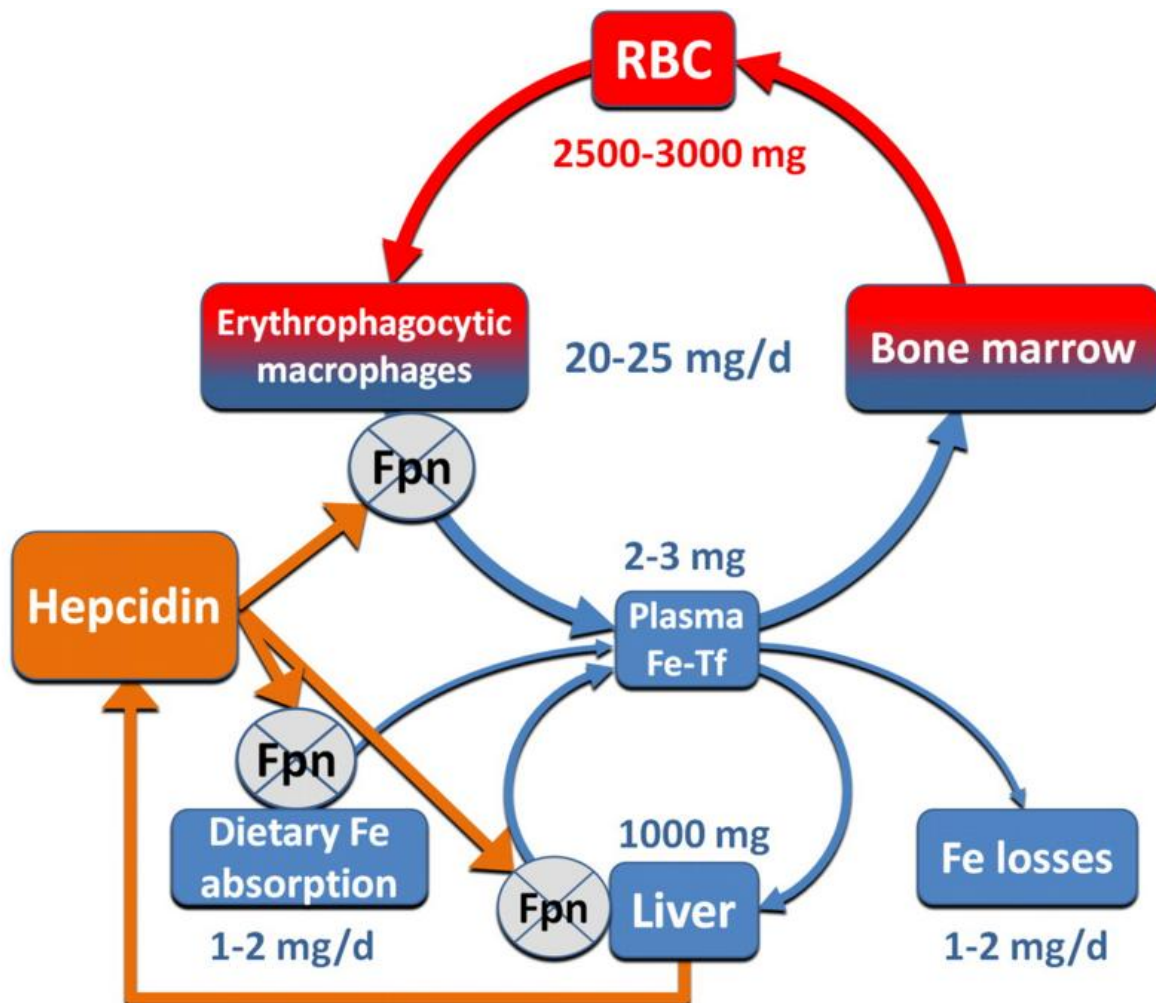 RBC
2500-3000 mg
Erythrophagocytic
macrophages
20-25 mg/d
Bone marrow
Fpn
Hepcidin
2-3 mg
Plasma
Fe-Tf
Fpn
Dietary Fe
absorption
1-2 mg/d
1000 mg
Fpn
Liver
Fe losses
1-2 mg/d